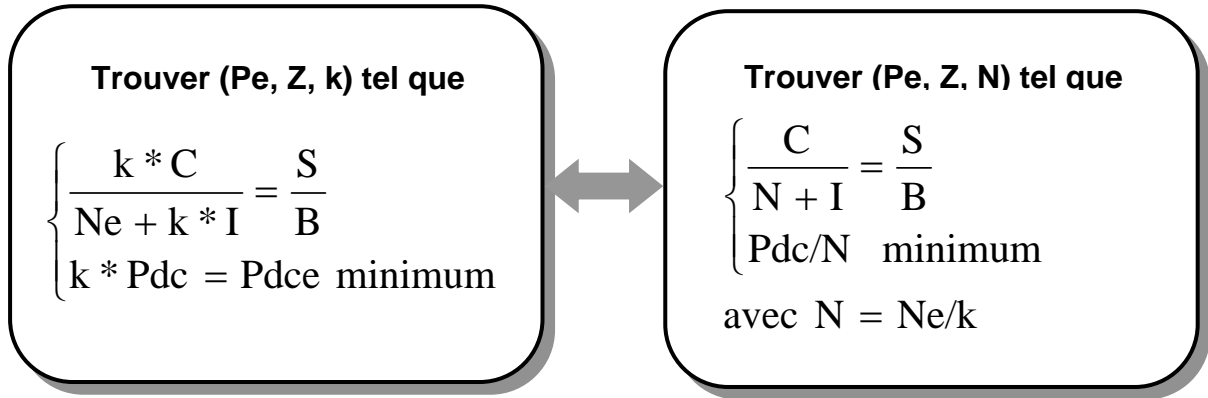 Trouver (Pe, Z, k) tel que
k * C / Ne + k * I = S / B
k * Pdc = Pdce minimum
Trouver (Pe, Z, N) tel que
C / N + I = S / B
Pdc/N minimum
avec N = Ne/k